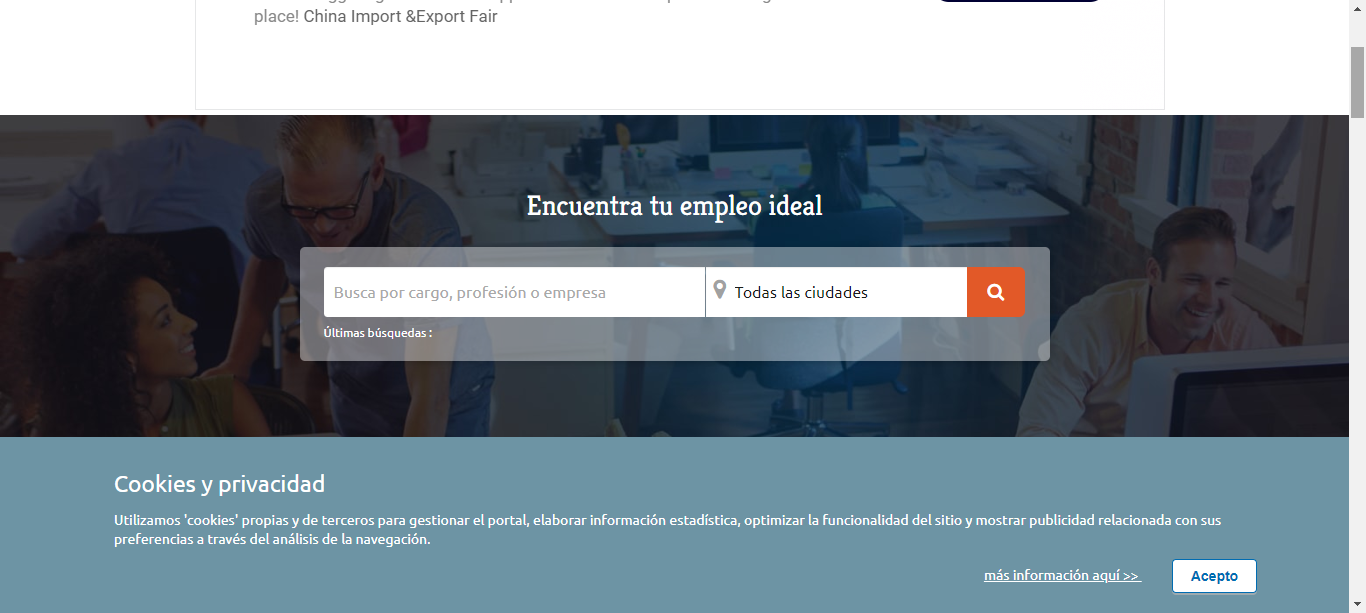 place! China Import &Export Fair
Encuentra tu empleo ideal
Busca por cargo, profesión o empresa
Todas las ciudades
Últimas búsquedas :
Cookies y privacidad
Utilizamos 'cookies' propias y de terceros para gestionar el portal, elaborar información estadística, optimizar la funcionalidad del sitio y mostrar publicidad relacionada con sus
preferencias a través del análisis de la navegación.
más información aquí >>
Acepto